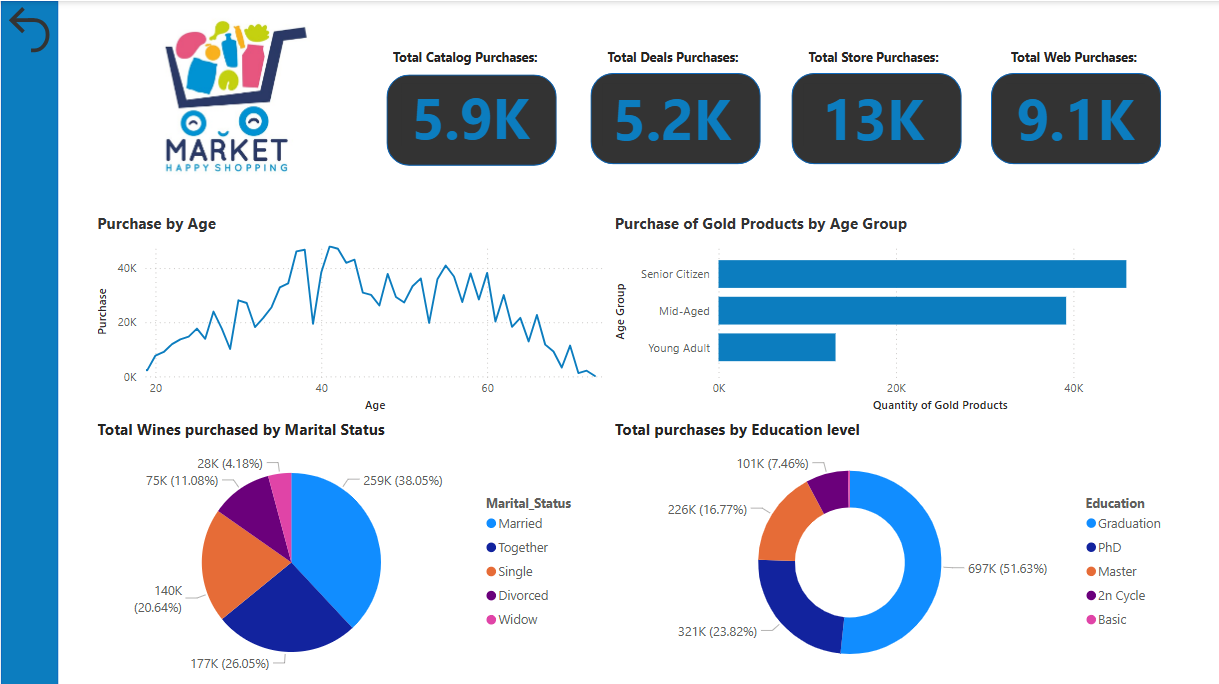 MARKET
HAPPY SHOPPING
Total Catalog Purchases:
5.9K
Total Deals Purchases:
5.2K
Total Store Purchases:
13K
Total Web Purchases:
9.1K
Purchase by Age
Purchase
40K
20K
0K
20
40
60
Age
Purchase of Gold Products by Age Group
Age Group
Senior Citizen
Mid-Aged
Young Adult
0K
20K
40K
Quantity of Gold Products
Total Wines purchased by Marital Status
28K (4.18%)
75K (11.08%)
259K (38.05%)
140K
(20.64%)
177K (26.05%)
Marital_Status
Married
Together
Single
Divorced
Widow
Total purchases by Education level
101K (7.46%)
226K (16.77%)
697K (51.63%)
321K (23.82%)
Education
Graduation
PhD
Master
2n Cycle
Basic